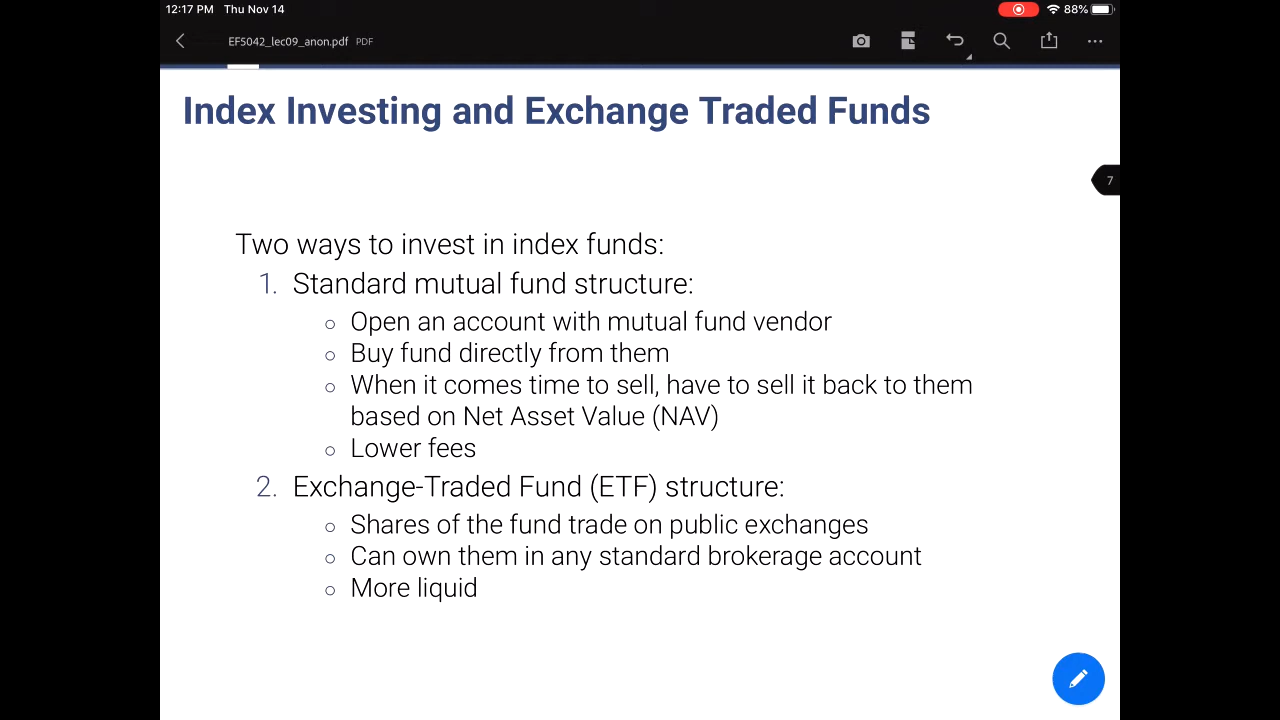 12:17 PM Thu Nov 14
88%
EF5042_lec09_anon.pdf PDF
Index Investing and Exchange Traded Funds
7
Two ways to invest in index funds:
1. Standard mutual fund structure:
○ Open an account with mutual fund vendor
○ Buy fund directly from them
○ When it comes time to sell, have to sell it back to them
based on Net Asset Value (NAV)
○ Lower fees
2. Exchange-Traded Fund (ETF) structure:
○ Shares of the fund trade on public exchanges
○ Can own them in any standard brokerage account
○ More liquid